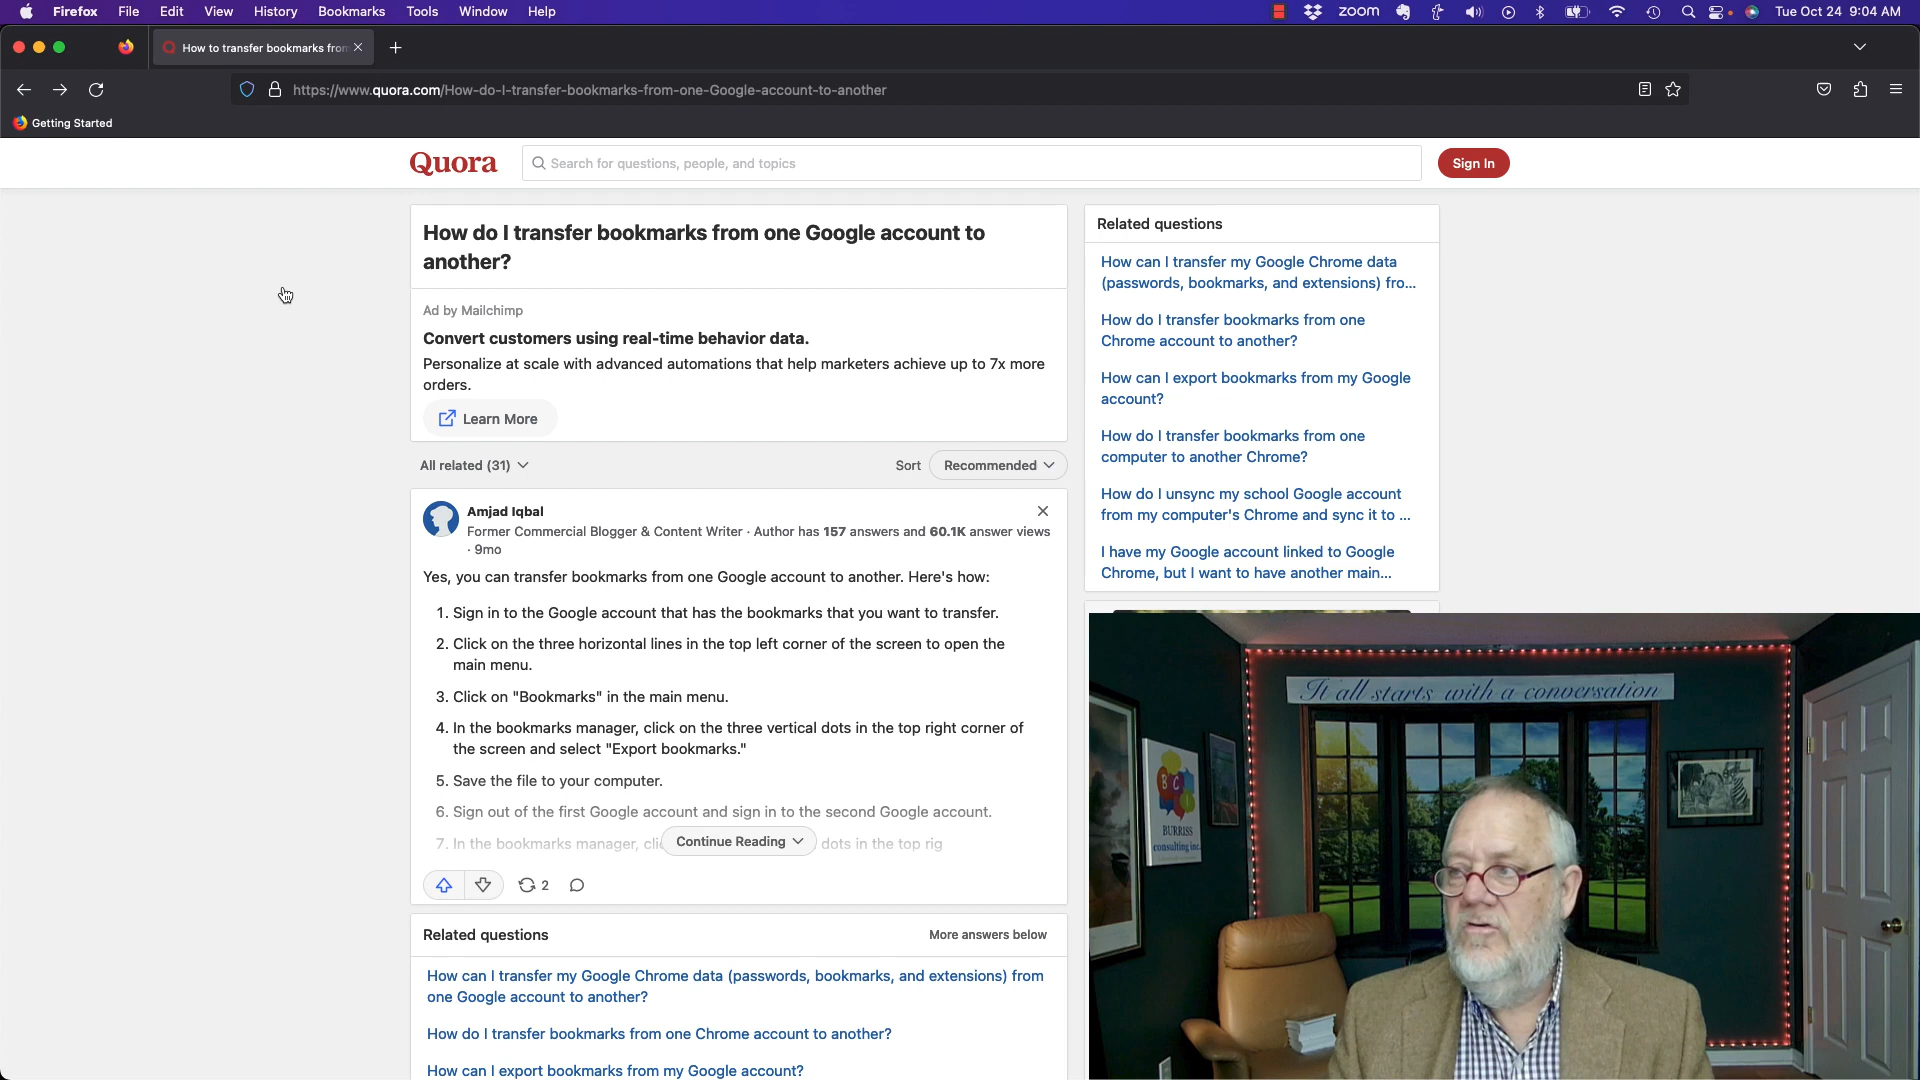 Firefox File Edit View History Bookmarks Tools Window Help
zoom
Tue Oct 24 9:04 AM
How to transfer bookmarks from
https://www.quora.com/How-do-I-transfer-bookmarks-from-one-Google-account-to-another
Getting Started
Quora
Search for questions, people, and topics
Sign In
How do I transfer bookmarks from one Google account to
another?
Ad by Mailchimp
Convert customers using real-time behavior data.
Personalize at scale with advanced automations that help marketers achieve up to 7x more
orders.
Learn More
All related (31)
Sort
Recommended
Amjad Iqbal
Former Commercial Blogger & Content Writer · Author has 157 answers and 60.1K answer views
· 9mo
Yes, you can transfer bookmarks from one Google account to another. Here's how:
1. Sign in to the Google account that has the bookmarks that you want to transfer.
2. Click on the three horizontal lines in the top left corner of the screen to open the
main menu.
3. Click on "Bookmarks" in the main menu.
4. In the bookmarks manager, click on the three vertical dots in the top right corner of
the screen and select "Export bookmarks."
5. Save the file to your computer.
6. Sign out of the first Google account and sign in to the second Google account.
7. In the bookmarks manager, clic dots in the top rig
Continue Reading
2
Related questions
More answers below
How can I transfer my Google Chrome data (passwords, bookmarks, and extensions) from
one Google account to another?
How do I transfer bookmarks from one Chrome account to another?
How can I export bookmarks from my Google account?
Related questions
How can I transfer my Google Chrome data
(passwords, bookmarks, and extensions) fro...
How do I transfer bookmarks from one
Chrome account to another?
How can I export bookmarks from my Google
account?
How do I transfer bookmarks from one
computer to another Chrome?
How do I unsync my school Google account
from my computer's Chrome and sync it to ...
I have my Google account linked to Google
Chrome, but I want to have another main...
It all starts with a conversation
B
C
I
BURRISS
consulting inc.